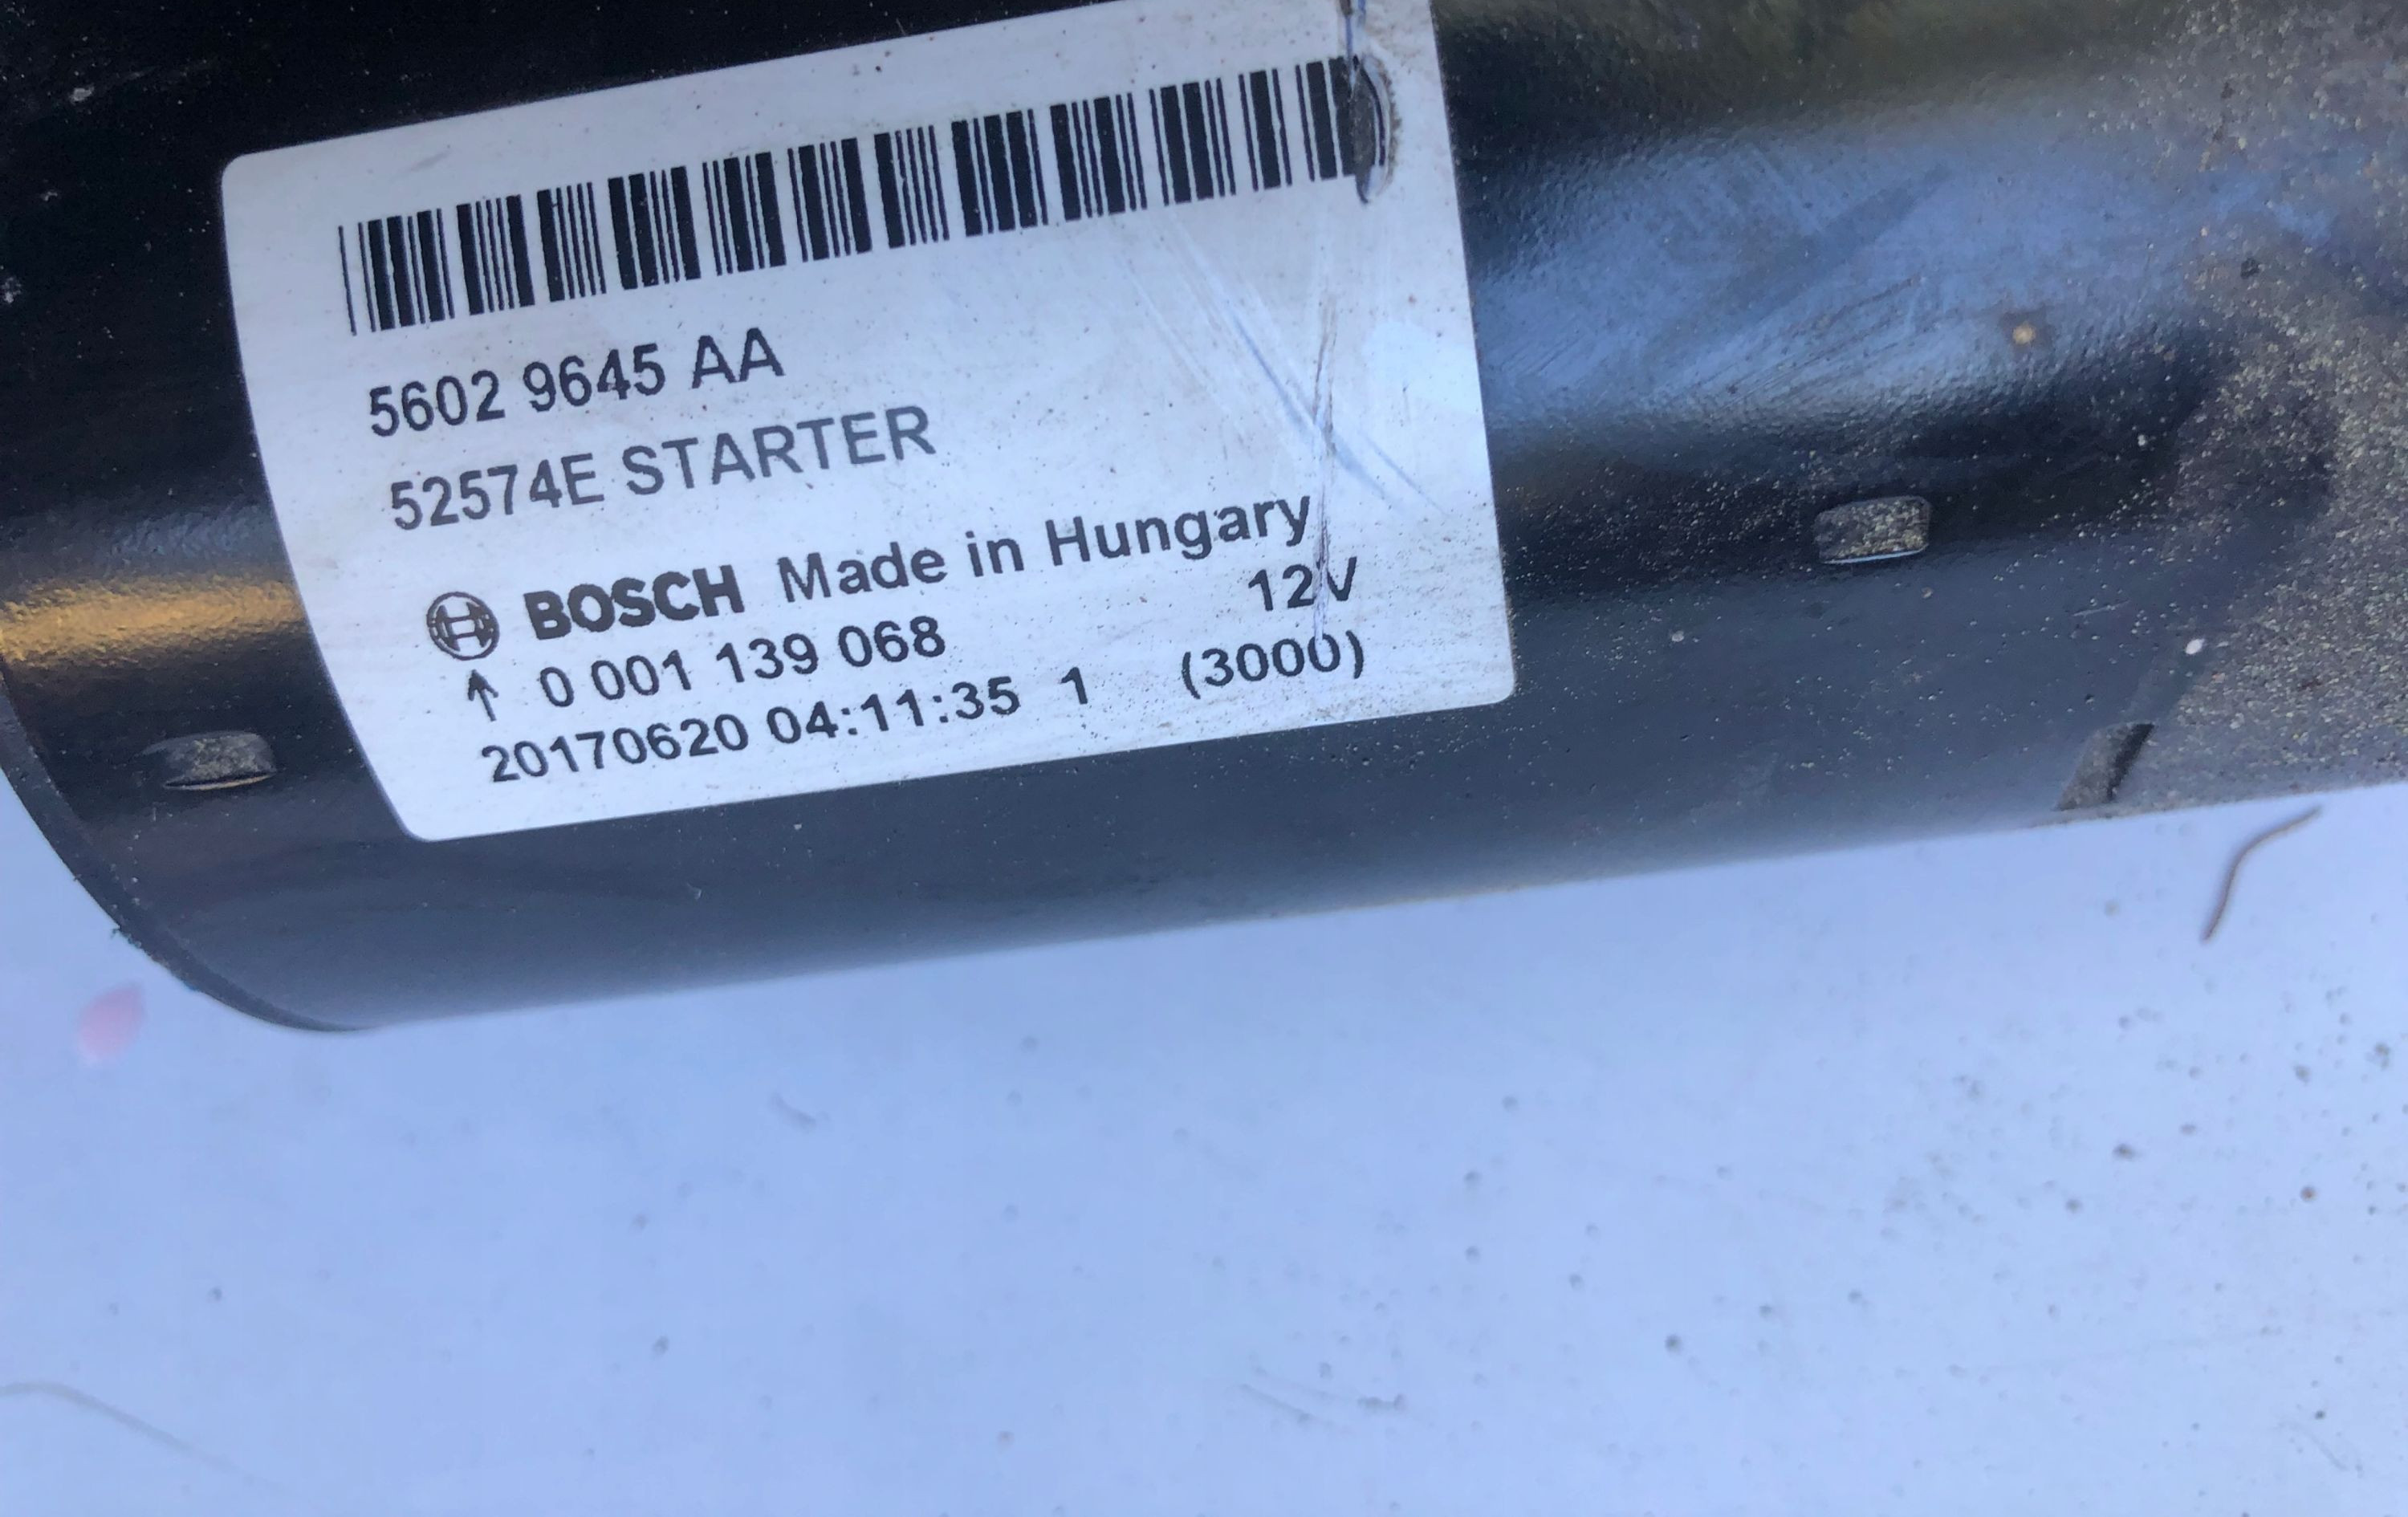 5602 9645 AA
52574E STARTER
BOSCH Made in Hungary
0 001 139 068 12V
20170620 04:11:35 1 (3000)